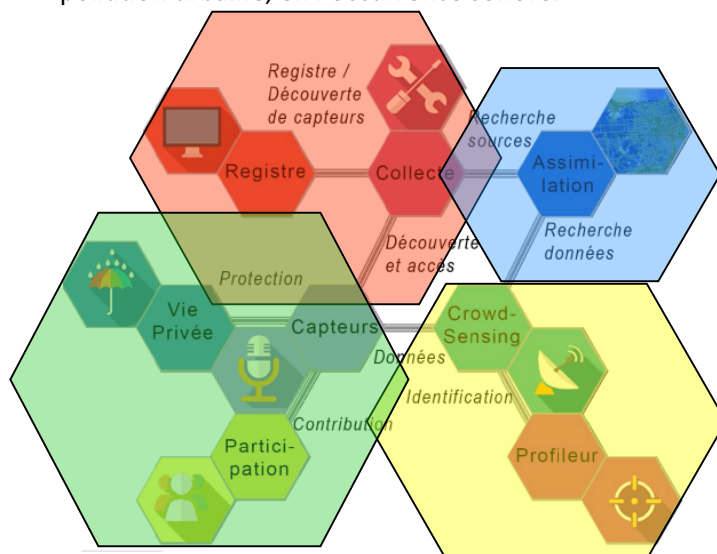 Registre /
Découverte
de capteurs
Recherche
sources
Registre
Collecte
Assimi-
lation
Découverte
et accès
Recherche
données
Protection
Vie
Privée
Capteurs
Crowd-
Sensing
Données
Identification
Contribution
Partici-
pation
Profileur